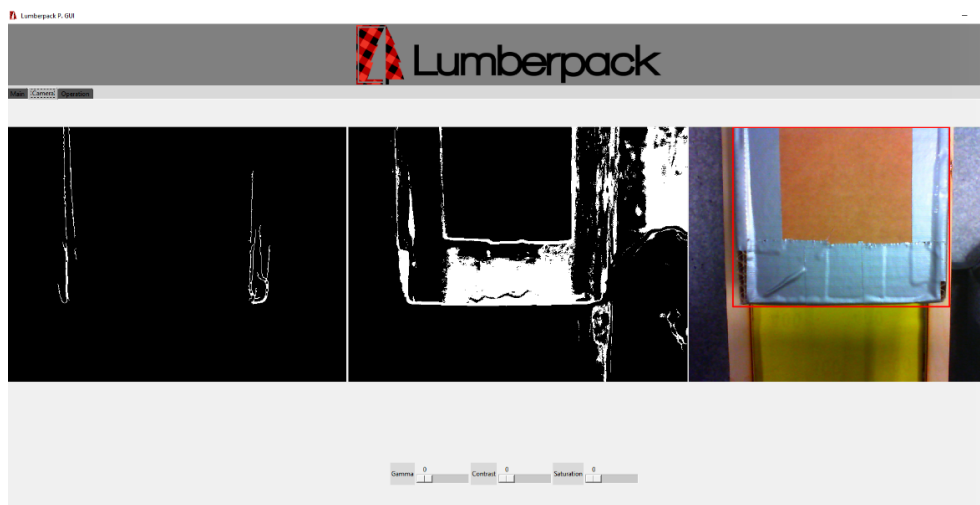 Lumberpack P. GUI
Lumberpack
Main Camera Operation
0 0 0
Gamma Contrast Saturation